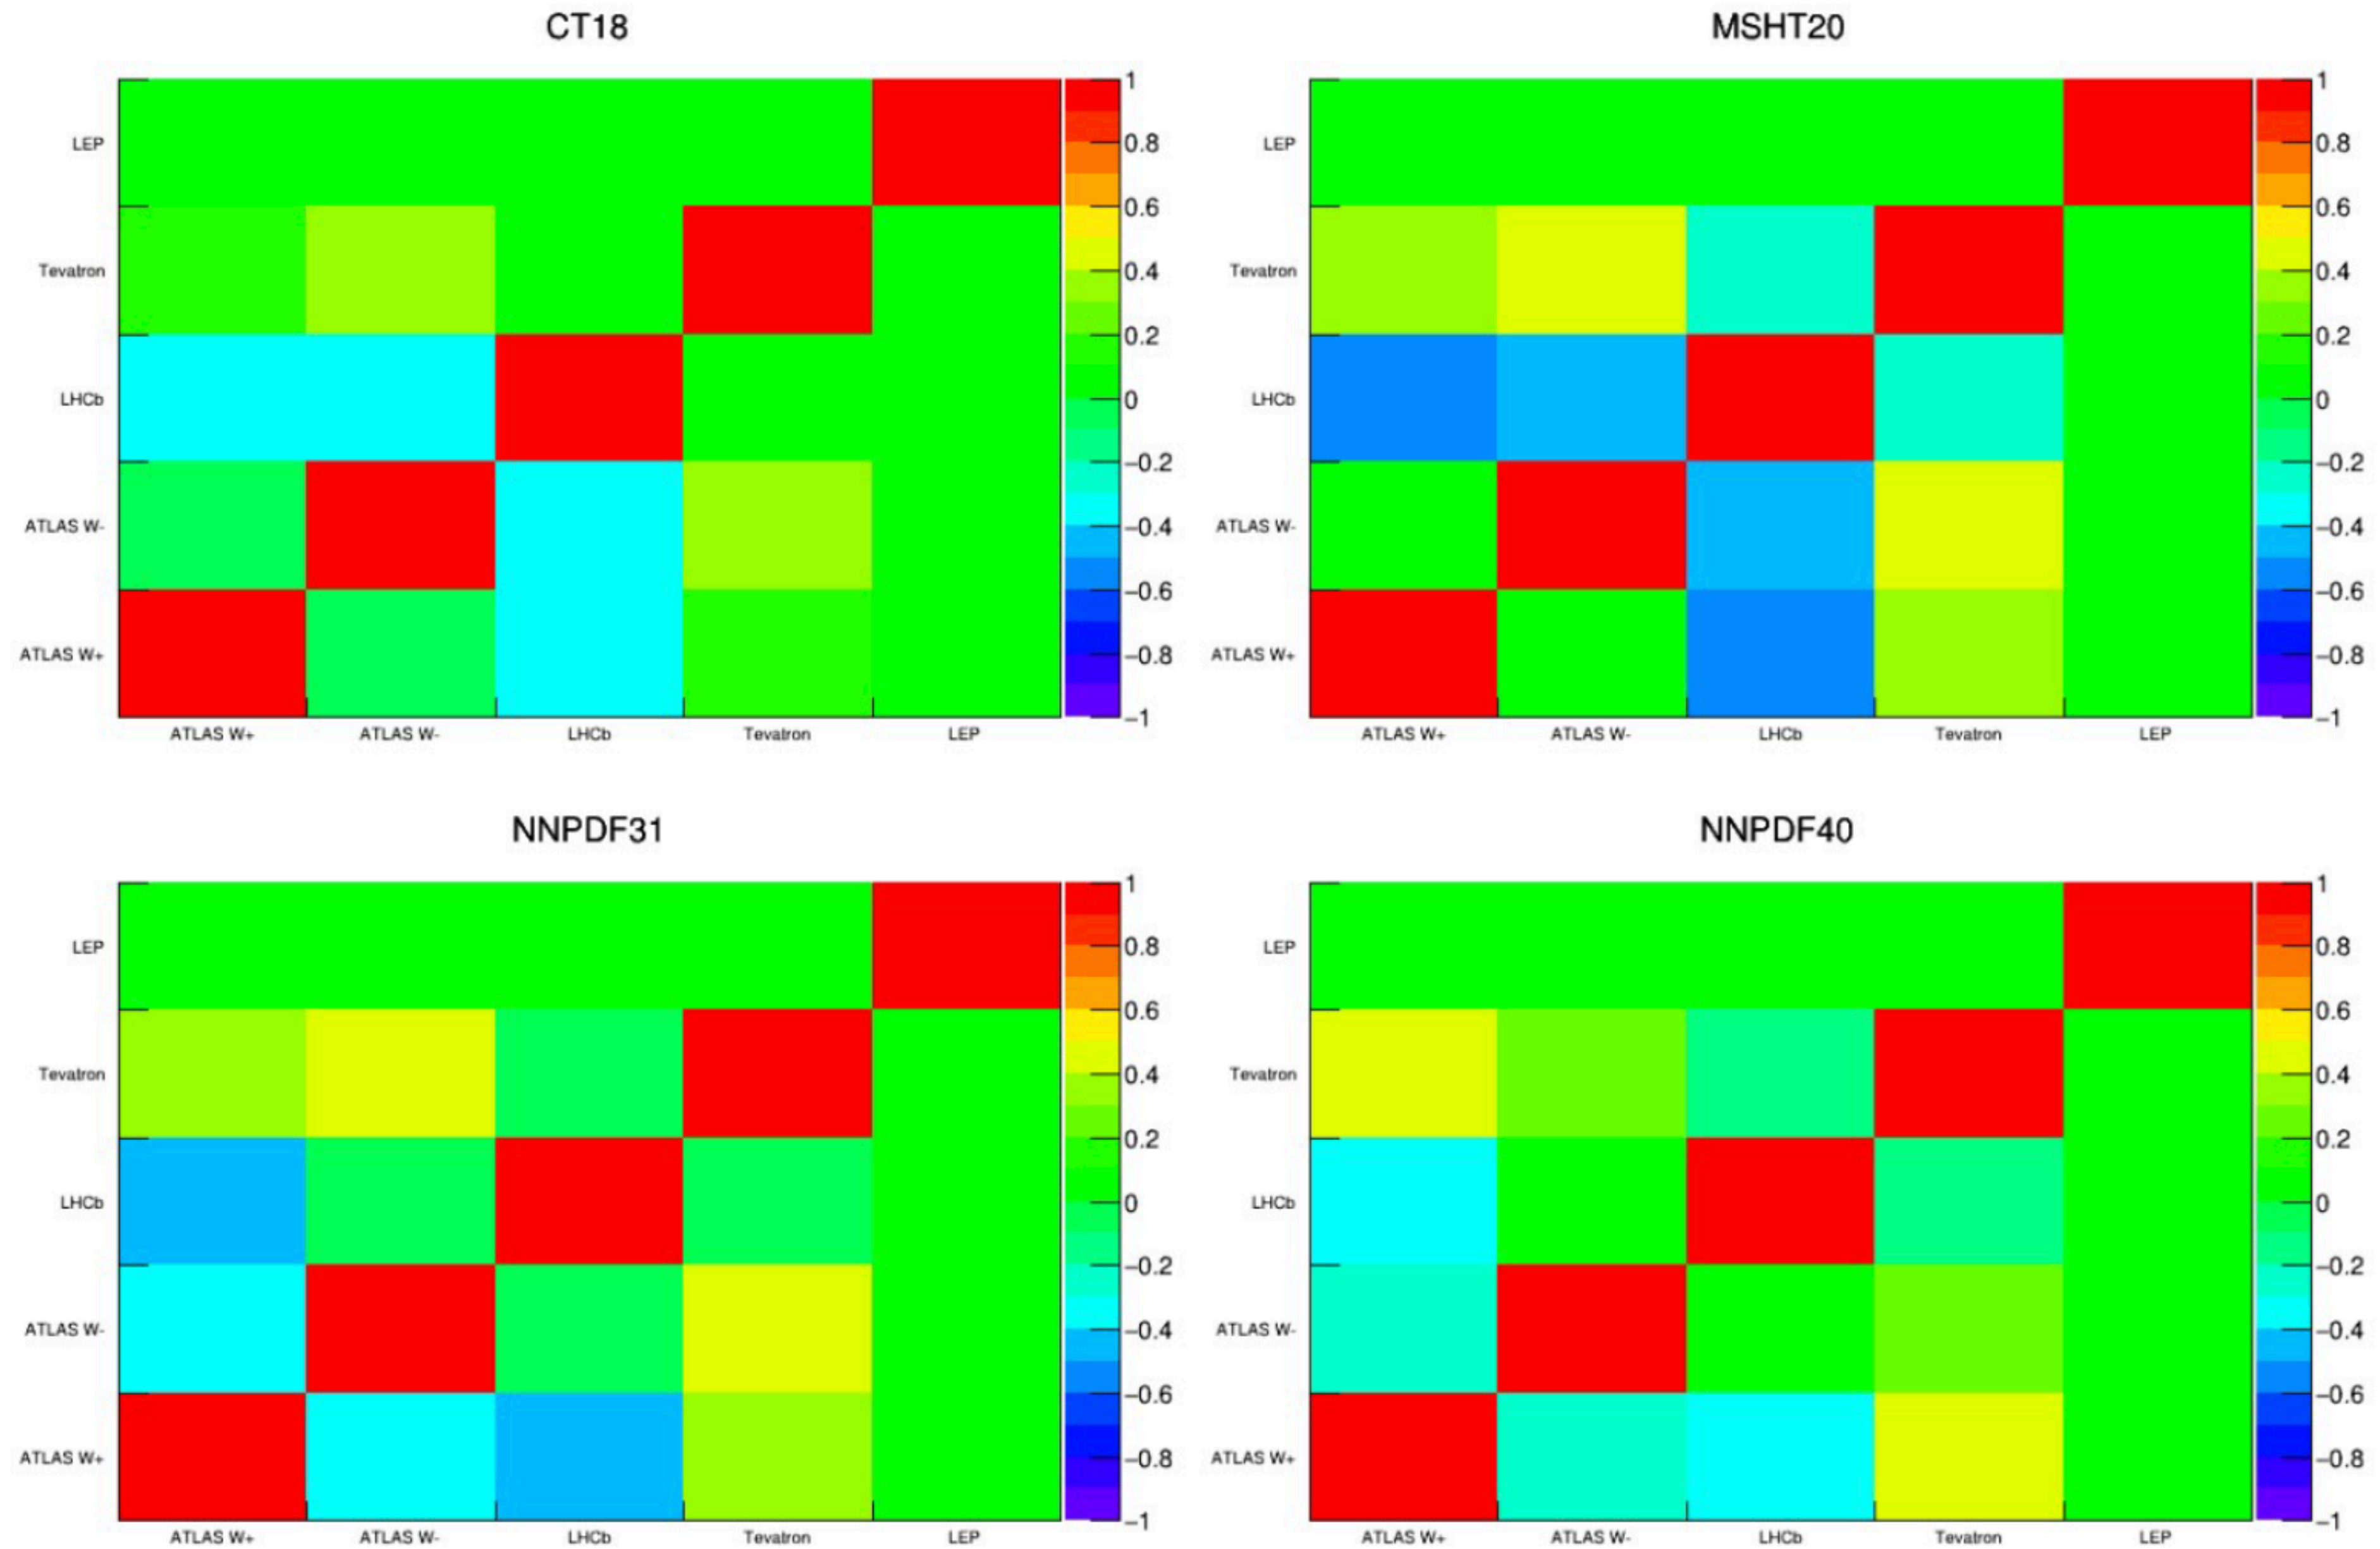 CT18
MSHT20
LEP
Tevatron
LHCb
ATLAS W-
ATLAS W+
ATLAS W+ ATLAS W- LHCb Tevatron LEP
1
0.8
0.6
0.4
0.2
0
−0.2
−0.4
−0.6
−0.8
−1
LEP
Tevatron
LHCb
ATLAS W-
ATLAS W+
ATLAS W+ ATLAS W- LHCb Tevatron LEP
1
0.8
0.6
0.4
0.2
0
−0.2
−0.4
−0.6
−0.8
−1
NNPDF31
NNPDF40
LEP
Tevatron
LHCb
ATLAS W-
ATLAS W+
ATLAS W+ ATLAS W- LHCb Tevatron LEP
1
0.8
0.6
0.4
0.2
0
−0.2
−0.4
−0.6
−0.8
−1
LEP
Tevatron
LHCb
ATLAS W-
ATLAS W+
ATLAS W+ ATLAS W- LHCb Tevatron LEP
1
0.8
0.6
0.4
0.2
0
−0.2
−0.4
−0.6
−0.8
−1